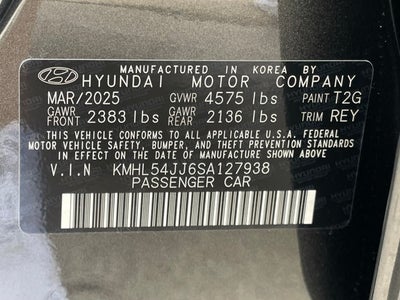 MANUFACTURED IN KOREA BY
HYUNDAI MOTOR COMPANY
MAR/2025 GVWR 4575 lbs PAINT T2G
GAWR FRONT 2383 lbs GAWR REAR 2136 lbs TRIM REY
THIS VEHICLE CONFORMS TO ALL APPLICABLE U.S.A. FEDERAL
MOTOR VEHICLE SAFETY, BUMPER, AND THEFT PREVENTION STANDARDS
IN EFFECT ON THE DATE OF MANUFACTURE SHOWN ABOVE.
V.I.N KMHL54JJ6SA127938
PASSENGER CAR